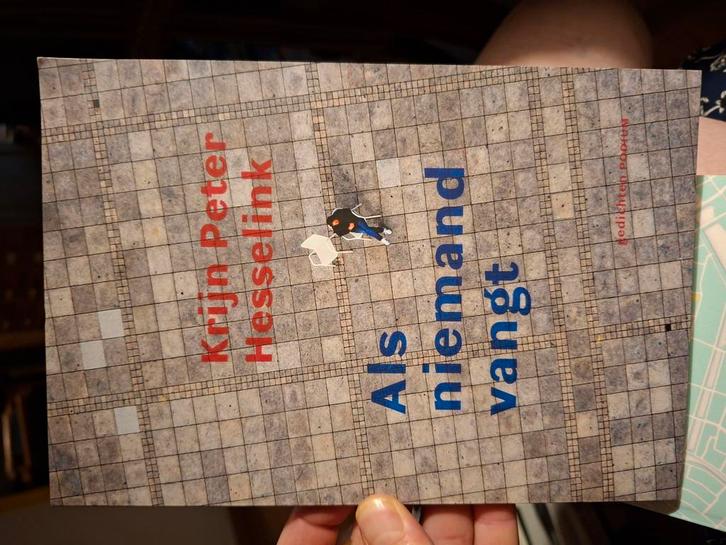 Krijn Peter
Hesselink
Als
niemand
vangt
gedichten PODIUM